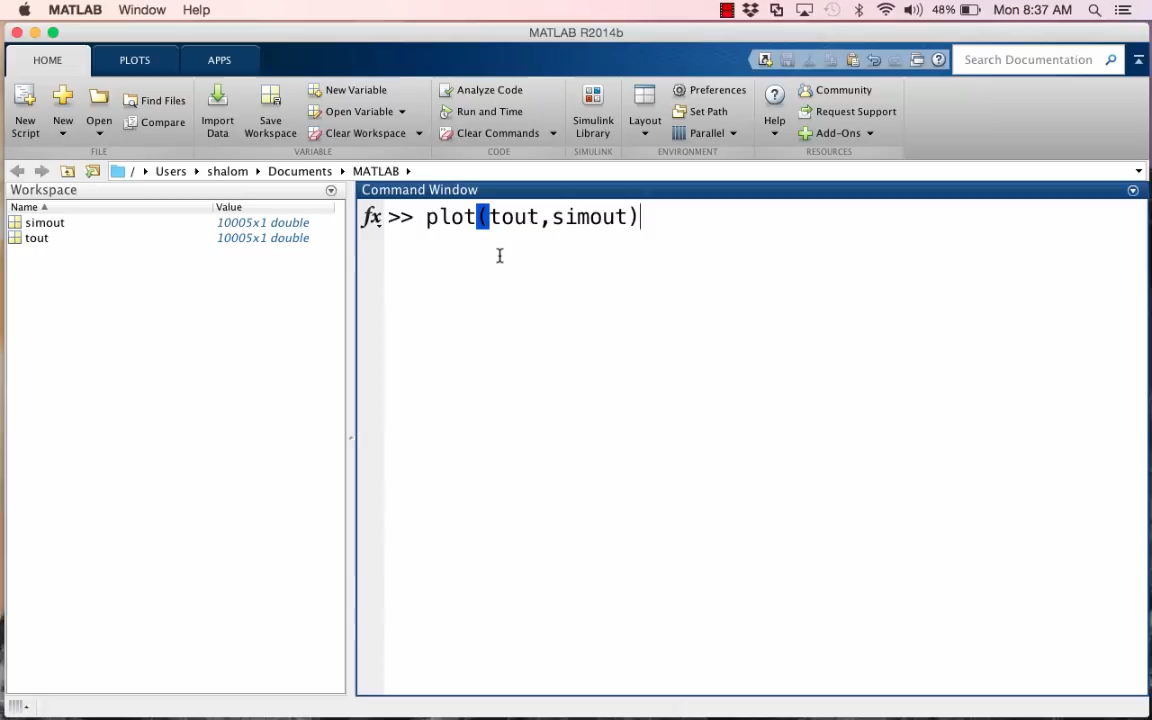 MATLAB Window Help 48% Mon 8:37 AM
MATLAB R2014b
HOME PLOTS APPS Search Documentation
New Script
New
Open
Find Files
Compare
FILE
Import Data
Save Workspace
New Variable
Open Variable
Clear Workspace
VARIABLE
Analyze Code
Run and Time
Clear Commands
CODE
Simulink Library
SIMULINK
Layout
Preferences
Set Path
Parallel
ENVIRONMENT
Help
Community
Request Support
Add-Ons
RESOURCES
/ Users shalom Documents MATLAB
Workspace
Name Value
simout 10005x1 double
tout 10005x1 double
Command Window
fx >> plot(tout,simout)